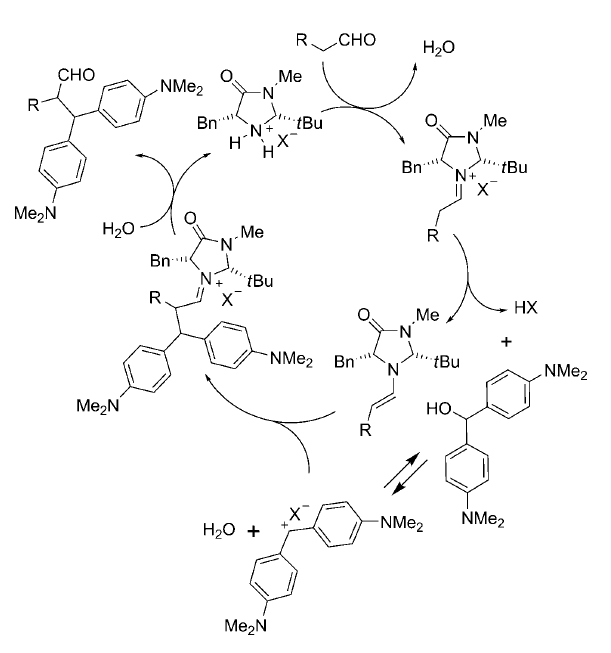 R CHO
H₂O
CHO
R
NMe₂
Me₂N
O
N Me
Bn tBu
N +
H H X⁻
O
N Me
Bn tBu
N +
X⁻
R
H₂O
O
N Me
Bn tBu
N +
X⁻
R
NMe₂
Me₂N
HX
+
O
N Me
Bn tBu
N
R
NMe₂
HO
NMe₂
H₂O +
+ X⁻
NMe₂
Me₂N